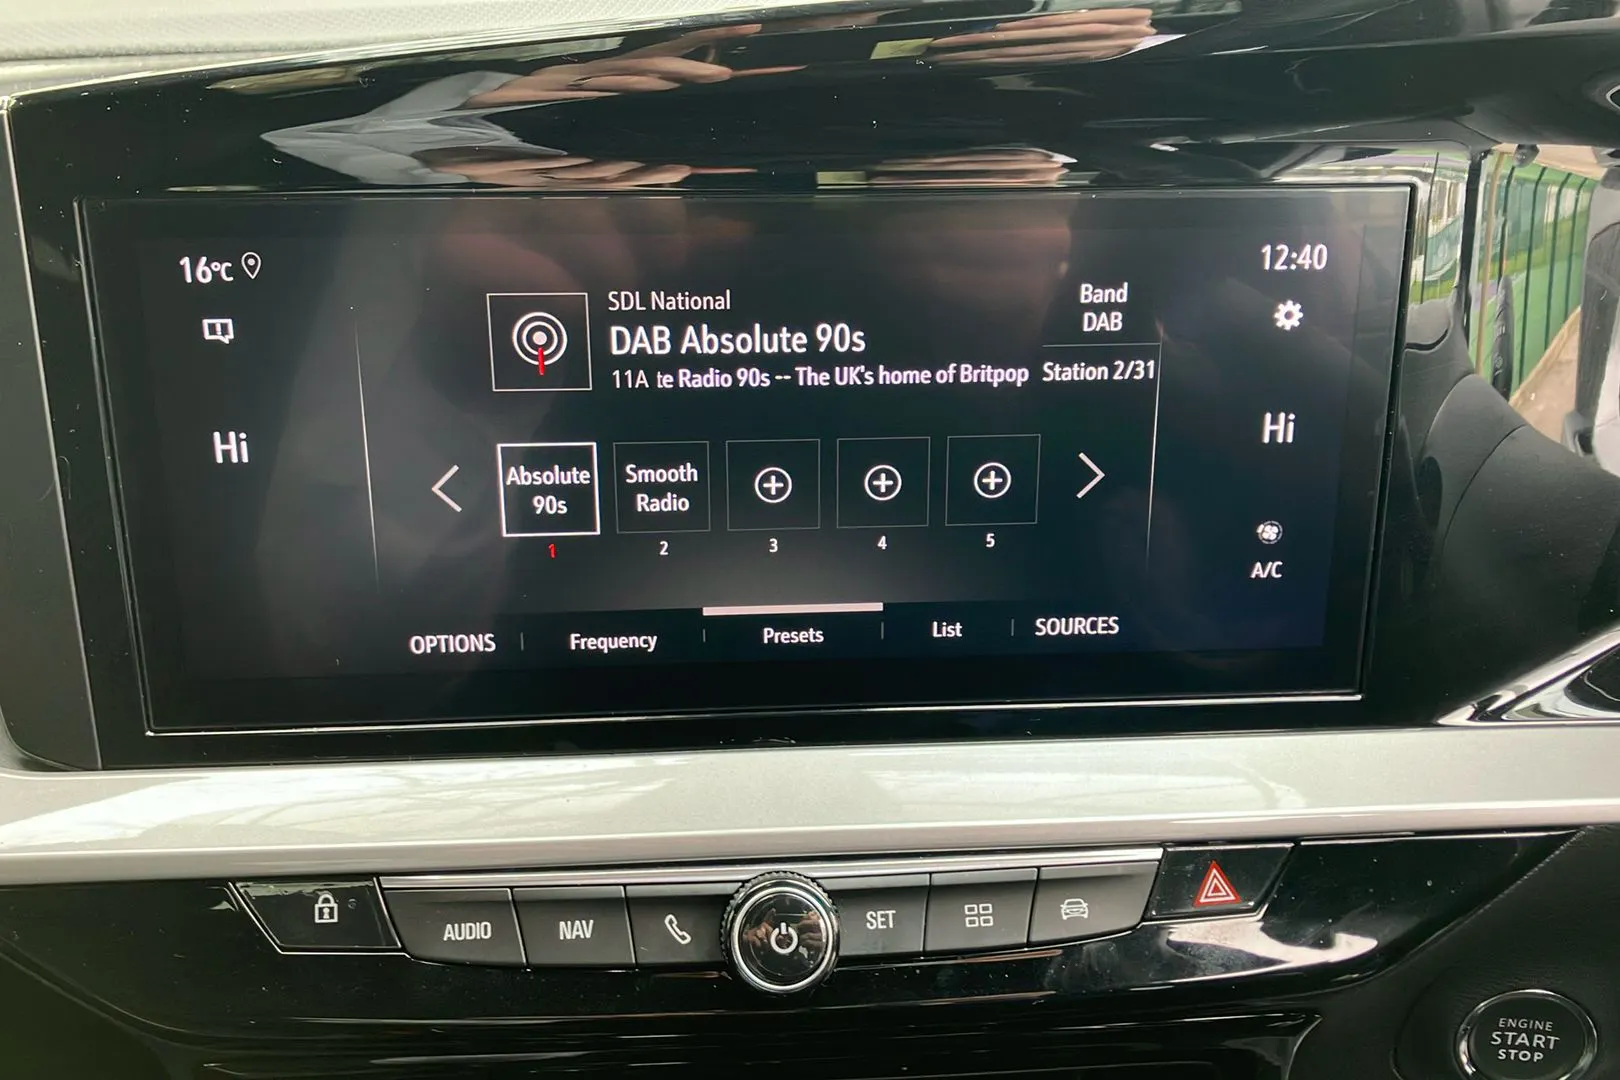 16°C
12:40
SDL National
DAB Absolute 90s
11A te Radio 90s -- The UK's home of Britpop
Band
DAB
Station 2/31
Hi
Hi
Absolute
90s
Smooth
Radio
1
2
3
4
5
A/C
OPTIONS
Frequency
Presets
List
SOURCES
AUDIO
NAV
SET
ENGINE
START
STOP